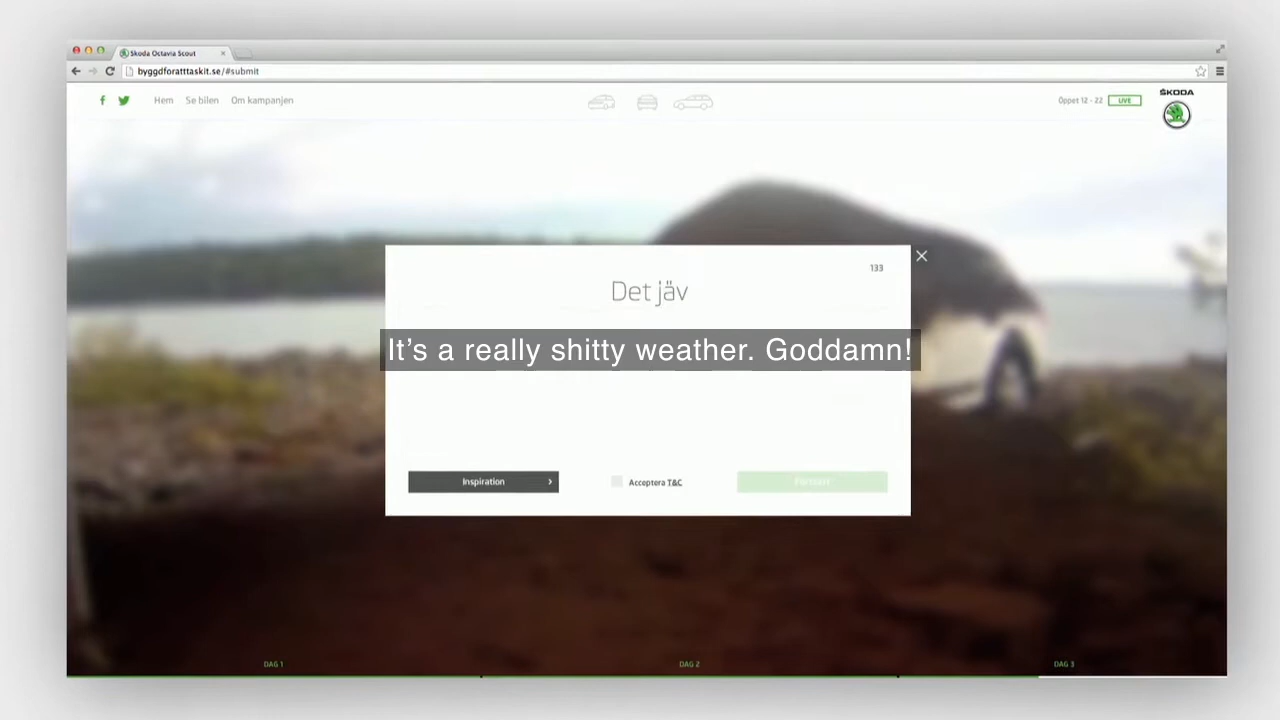 Skoda Octavia Scout
byggdforatttaskit.se/#submit
Hem Se bilen Om kampanjen
Öppet 12 - 22 LIVE
ŠKODA
133
Det jäv
It's a really shitty weather. Goddamn!
Inspiration
Acceptera T&C
DAG 1 DAG 2 DAG 3